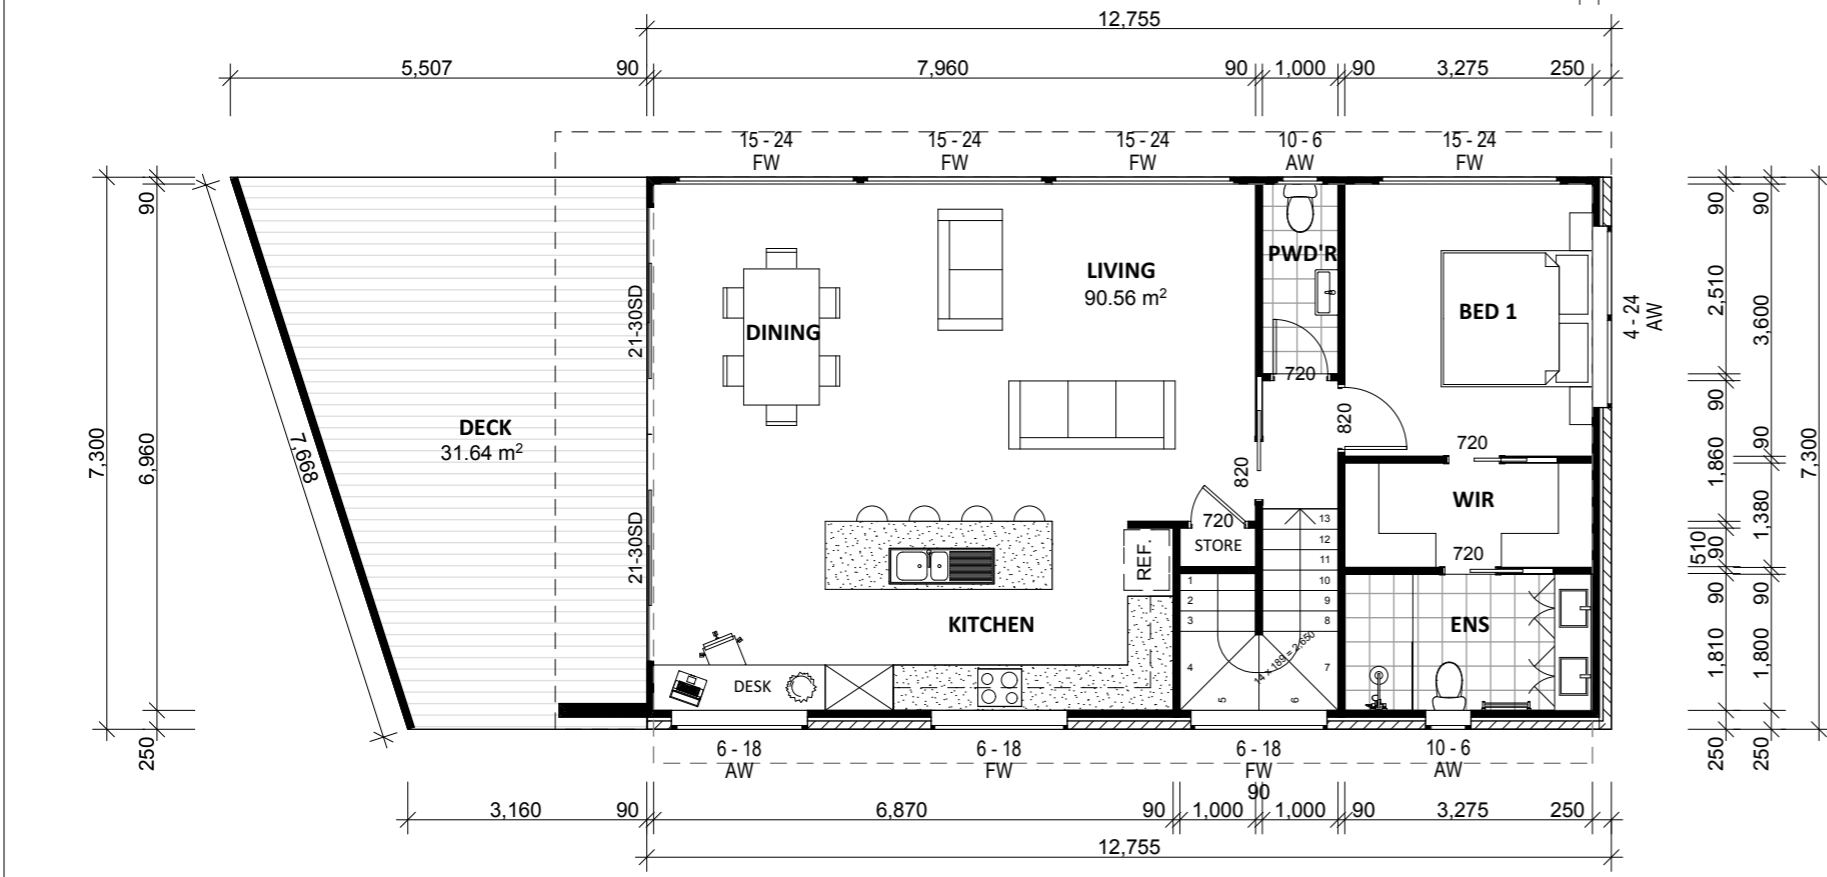 12,755
5,507 90 7,960 90 1,000 90 3,275 250
15 - 24 15 - 24 15 - 24 10 - 6 15 - 24
FW FW FW AW FW
90
6,960
250
7,300
7,668
DECK
31.64 m²
21-30SD
21-30SD
DINING
LIVING
90.56 m²
PWD'R
720
BED 1
820
820
720
WIR
720
720
STORE
REF.
KITCHEN
DESK
ENS
1
2
3
4
5
6
7
8
9
10
11
12
13
14 x 189 = 2,650
4 - 24
AW
90
2,510
90
1,860
90
510
90
1,810
250
90
3,600
90
1,380
90
1,800
250
7,300
6 - 18 6 - 18 6 - 18 10 - 6
AW FW FW AW
90
3,160 90 6,870 90 1,000 1,000 90 3,275 250
12,755